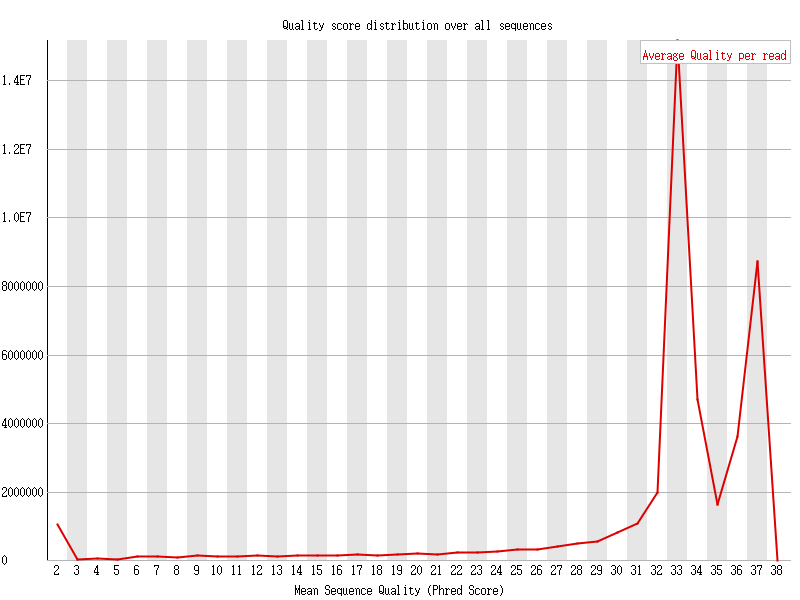 Quality score distribution over all sequences
Average Quality per read
1.4E7
1.2E7
1.0E7
8000000
6000000
4000000
2000000
0
2 3 4 5 6 7 8 9 10 11 12 13 14 15 16 17 18 19 20 21 22 23 24 25 26 27 28 29 30 31 32 33 34 35 36 37 38
Mean Sequence Quality (Phred Score)